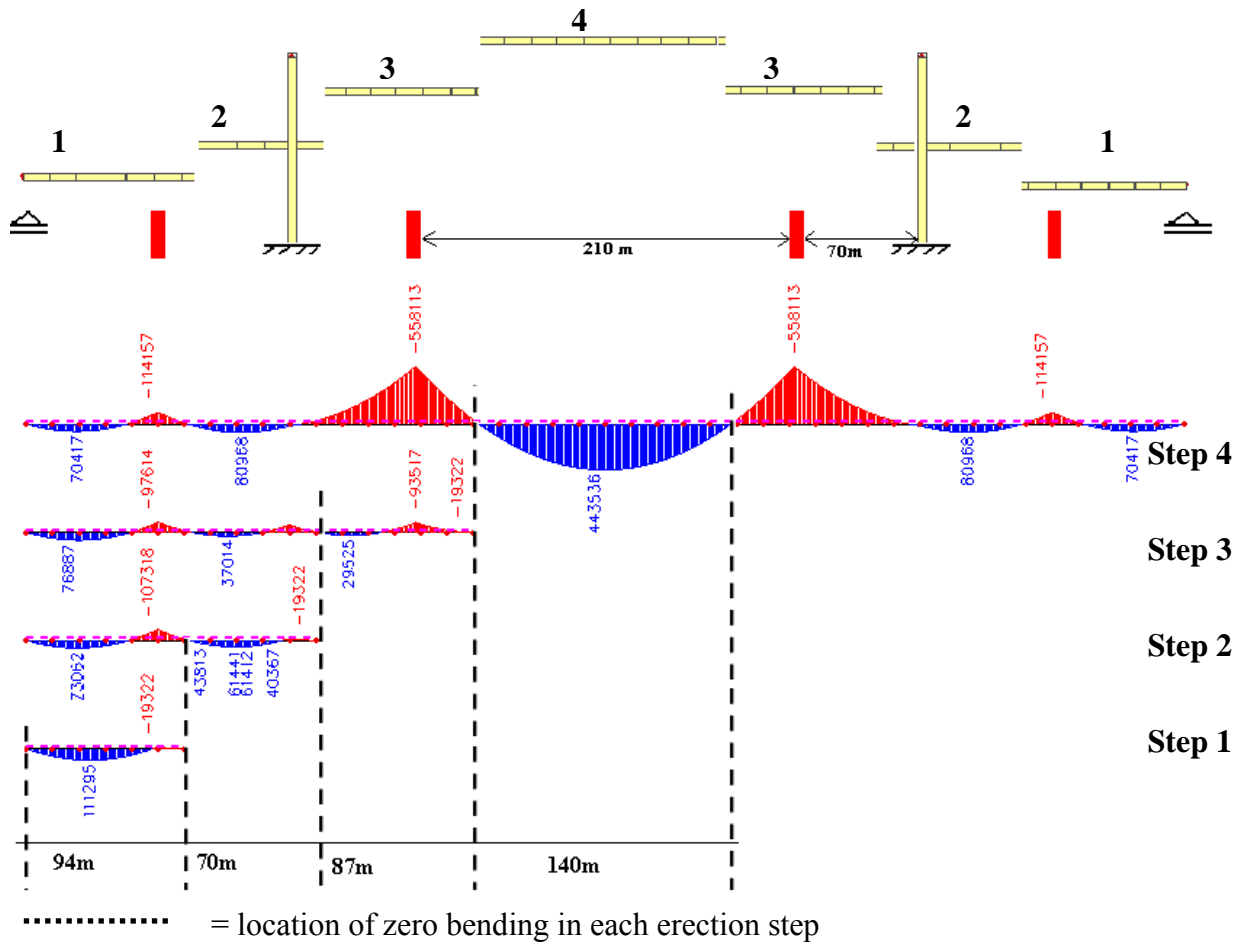 4
3
3
2
2
1
1
210 m
70m
-558113
-558113
-114157
-114157
70417
80968
443536
80968
70417
Step 4
-97614
-93517
-19322
76887
37014
29525
Step 3
-107318
-19322
73062
43813
61441
61412
40367
Step 2
-19322
111295
Step 1
94m
70m
87m
140m
= location of zero bending in each erection step